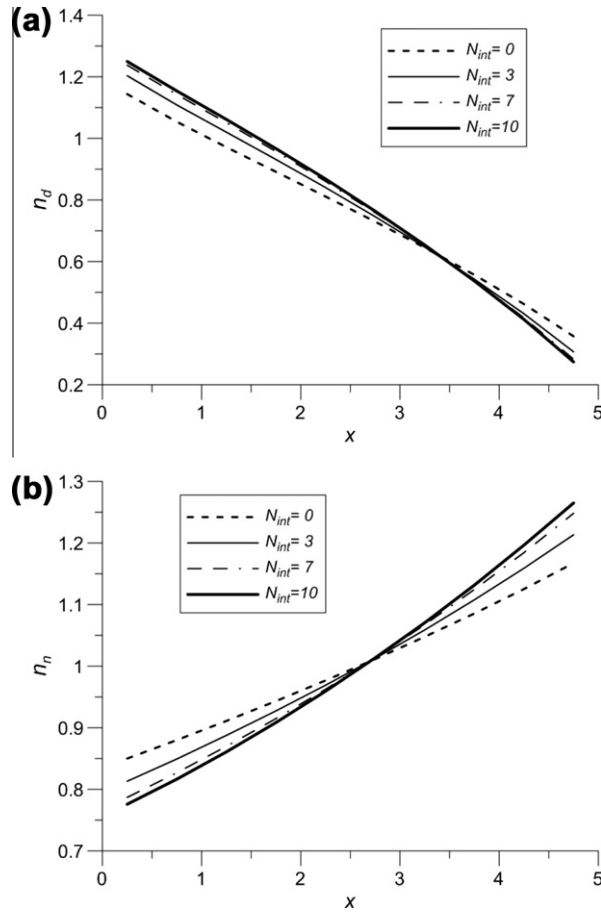 (a)
1.4
1.2
1
0.8
0.6
0.4
0.2
n_d
N_int= 0
N_int= 3
N_int= 7
N_int=10
0 1 2 3 4 5
x
(b)
1.3
1.2
1.1
1
0.9
0.8
0.7
n_n
N_int= 0
N_int= 3
N_int= 7
N_int=10
0 1 2 3 4 5
x